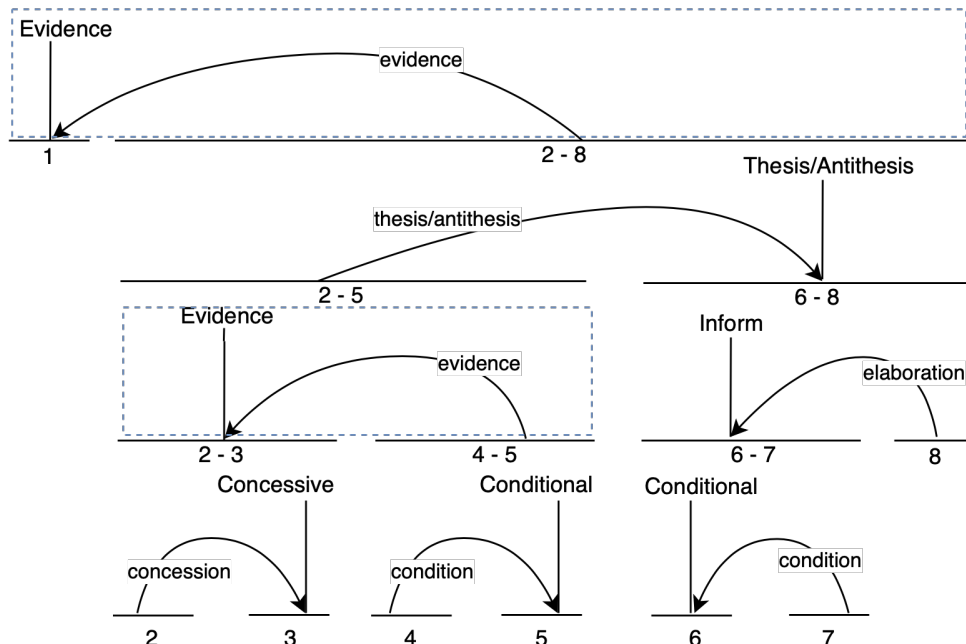 Evidence
evidence
1
2 - 8
Thesis/Antithesis
thesis/antithesis
2 - 5
6 - 8
Evidence
Inform
evidence
elaboration
2 - 3
4 - 5
6 - 7
8
Concessive
Conditional
Conditional
concession
condition
condition
2
3
4
5
6
7